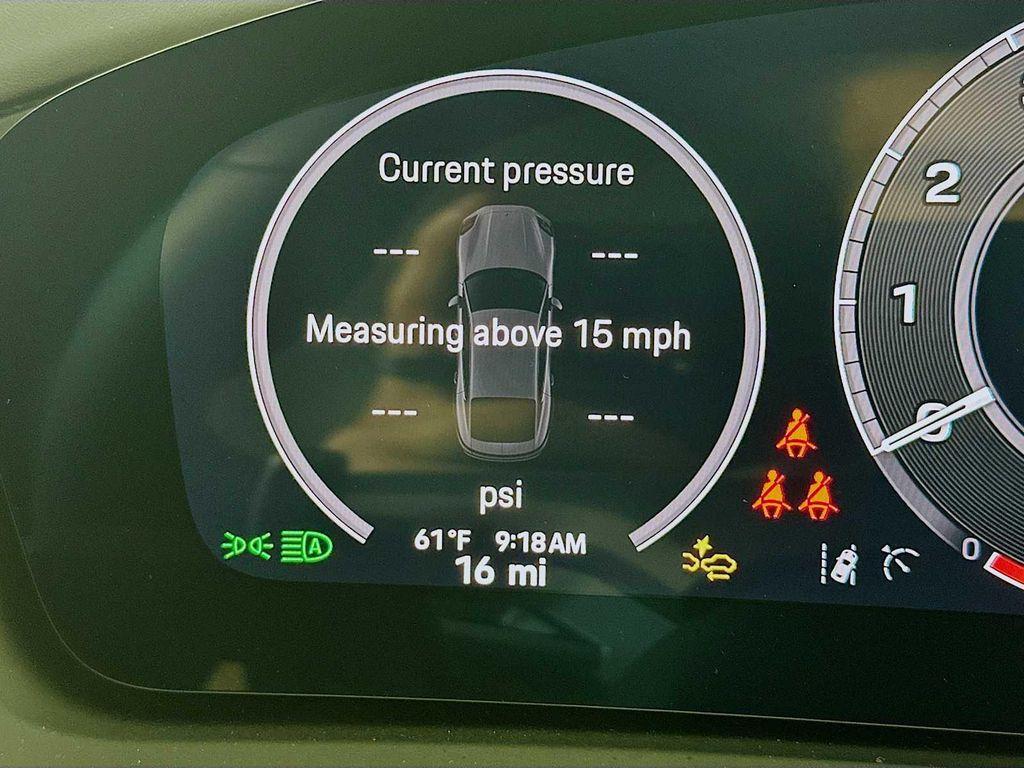 Current pressure
--- ---
Measuring above 15 mph
--- ---
psi
61°F 9:18AM
16 mi
A
2
1
0
0